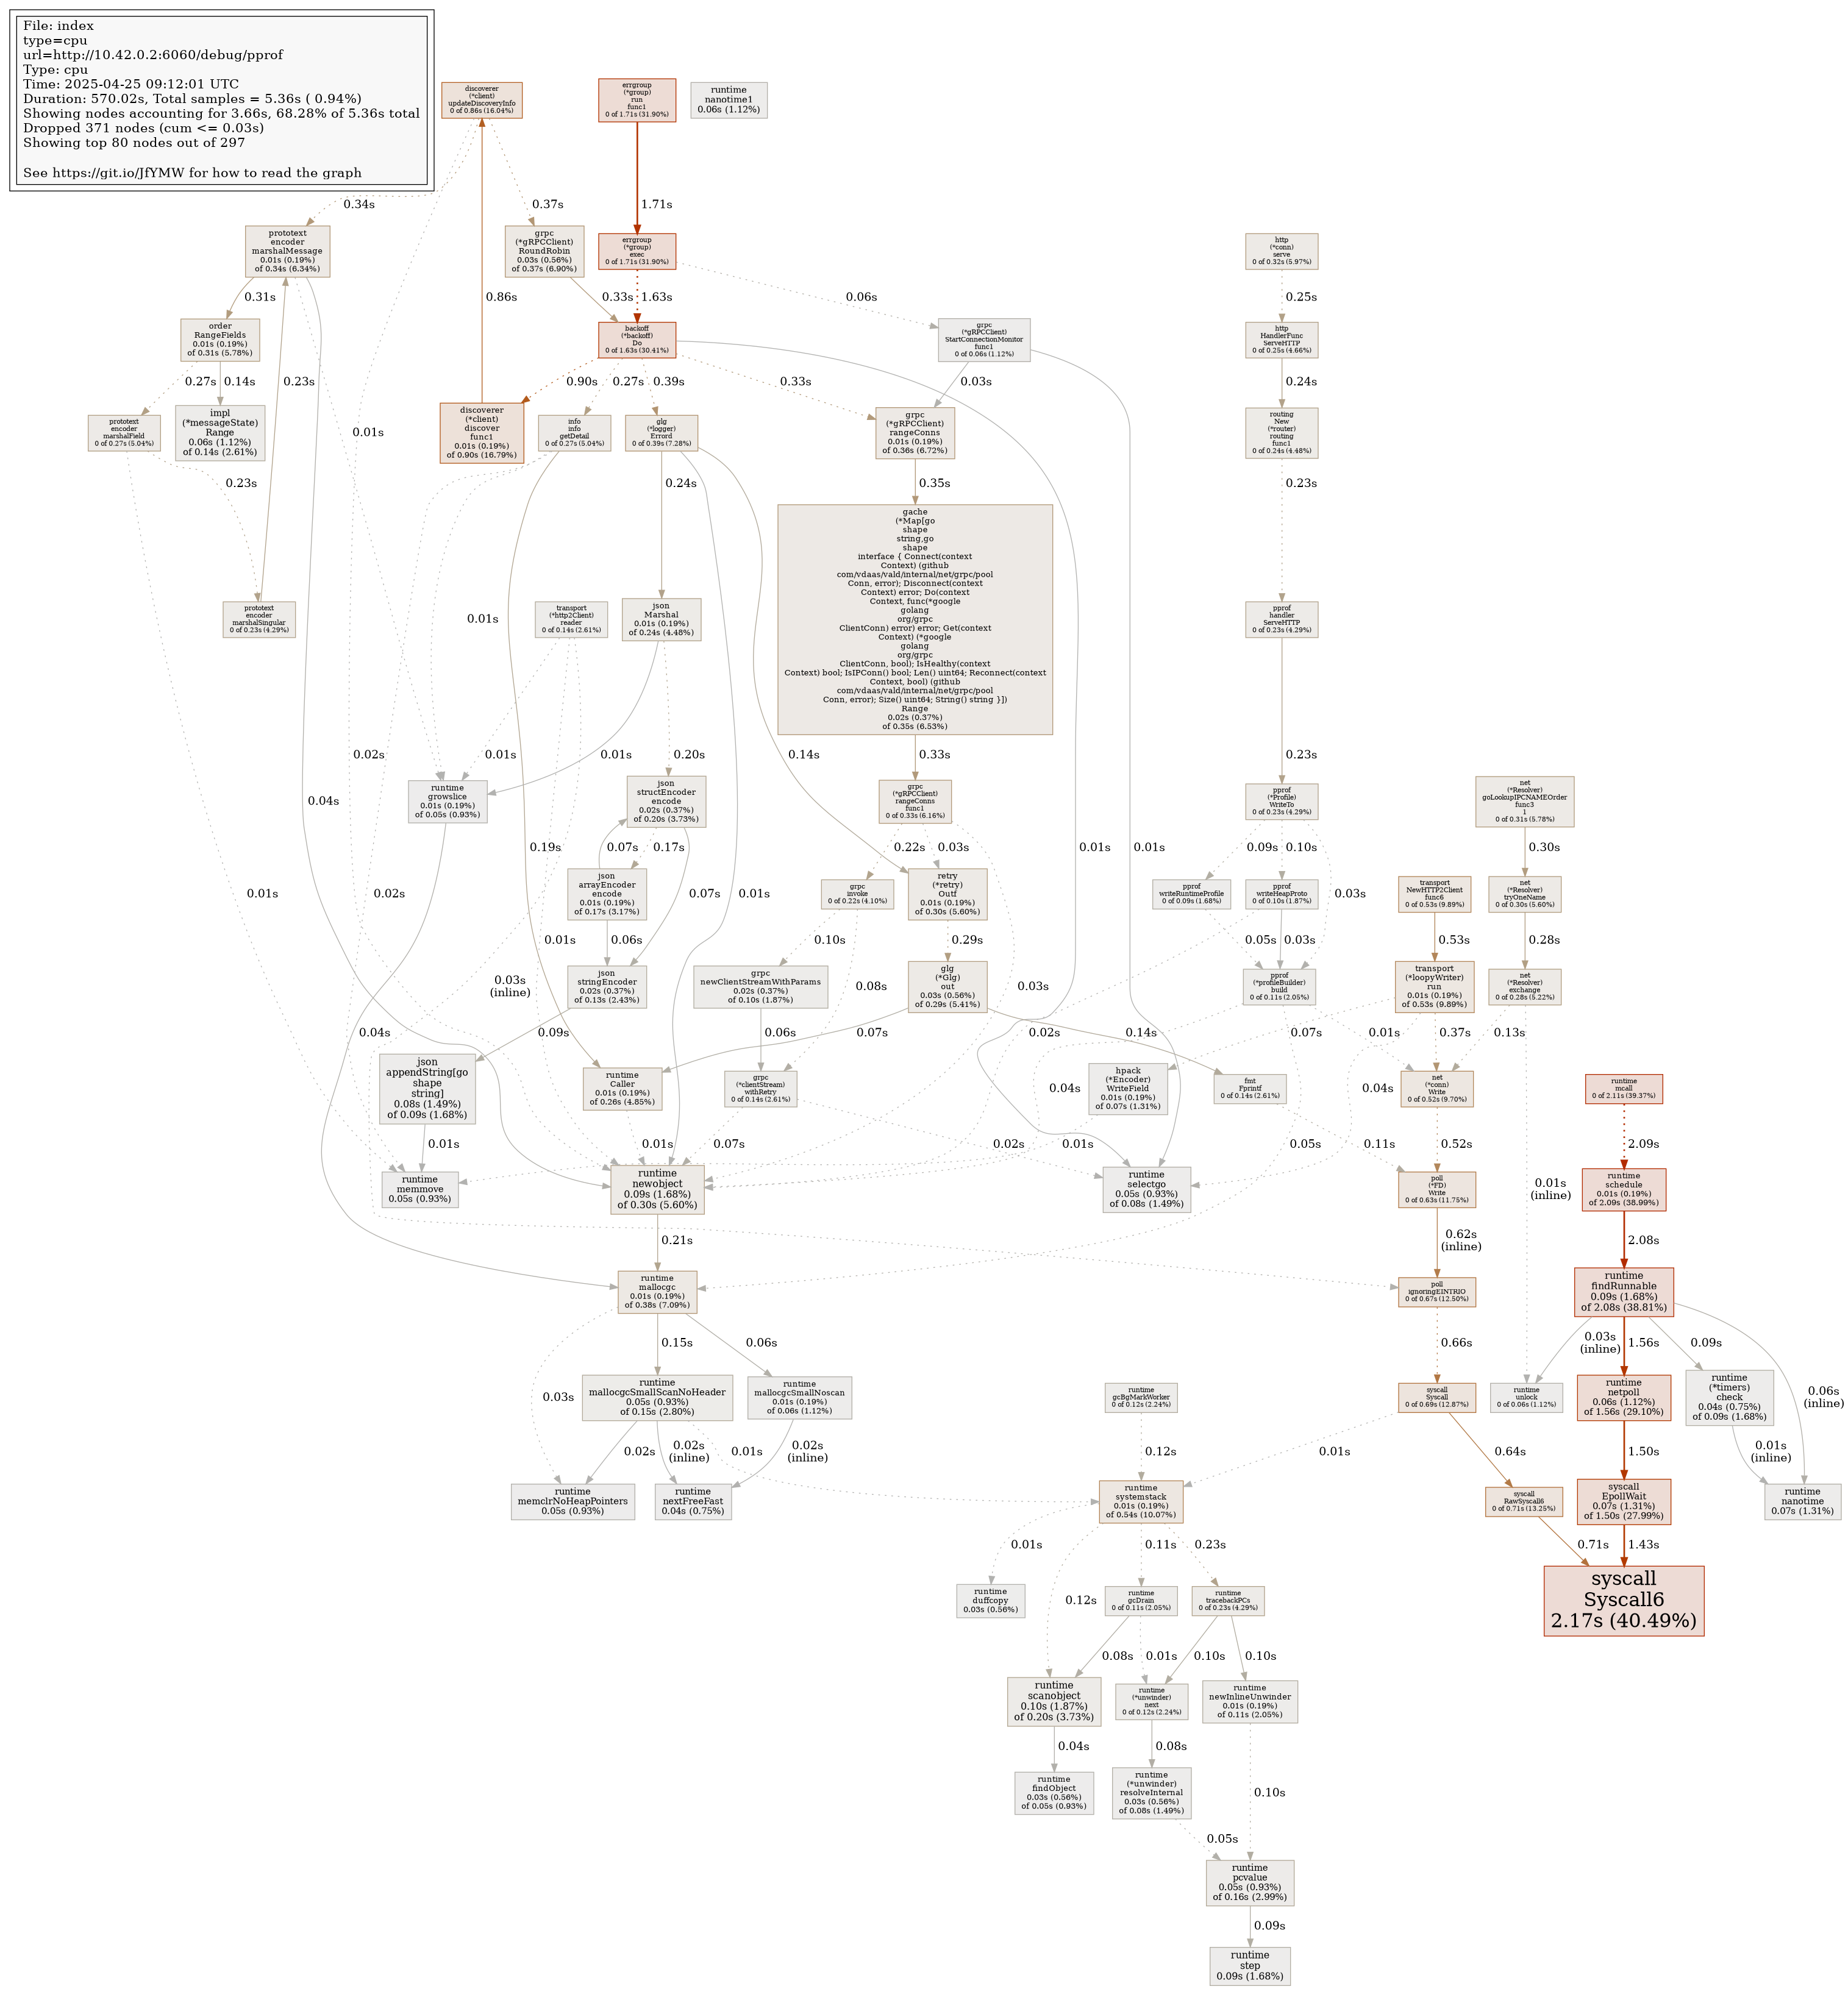 File: index
type=cpu
url=http://10.42.0.2:6060/debug/pprof
Type: cpu
Time: 2025-04-25 09:12:01 UTC
Duration: 570.02s, Total samples = 5.36s ( 0.94%)
Showing nodes accounting for 3.66s, 68.28% of 5.36s total
Dropped 371 nodes (cum <= 0.03s)
Showing top 80 nodes out of 297
See https://git.io/JfYMW for how to read the graph
discoverer
(*client)
updateDiscoveryInfo
0 of 0.86s (16.04%)
errgroup
(*group)
run
func1
0 of 1.71s (31.90%)
runtime
nanotime1
0.06s (1.12%)
0.34s
0.37s
1.71s
prototext
encoder
marshalMessage
0.01s (0.19%)
of 0.34s (6.34%)
grpc
(*gRPCClient)
RoundRobin
0.03s (0.56%)
of 0.37s (6.90%)
errgroup
(*group)
exec
0 of 1.71s (31.90%)
http
(*conn)
serve
0 of 0.32s (5.97%)
0.31s
0.86s
0.33s
1.63s
0.06s
0.25s
order
RangeFields
0.01s (0.19%)
of 0.31s (5.78%)
backoff
(*backoff)
Do
0 of 1.63s (30.41%)
grpc
(*gRPCClient)
StartConnectionMonitor
func1
0 of 0.06s (1.12%)
http
HandlerFunc
ServeHTTP
0 of 0.25s (4.66%)
0.27s
0.14s
0.23s
0.90s
0.27s
0.39s
0.33s
0.03s
0.24s
prototext
encoder
marshalField
0 of 0.27s (5.04%)
impl
(*messageState)
Range
0.06s (1.12%)
of 0.14s (2.61%)
0.01s
discoverer
(*client)
discover
func1
0.01s (0.19%)
of 0.90s (16.79%)
info
info
getDetail
0 of 0.27s (5.04%)
glg
(*logger)
Errord
0 of 0.39s (7.28%)
grpc
(*gRPCClient)
rangeConns
0.01s (0.19%)
of 0.36s (6.72%)
routing
New
(*router)
routing
func1
0 of 0.24s (4.48%)
0.23s
0.24s
0.35s
0.23s
gache
(*Map[go
shape
string,go
shape
interface { Connect(context
Context) (github
com/vdaas/vald/internal/net/grpc/pool
Conn, error); Disconnect(context
Context) error; Do(context
Context, func(*google
golang
org/grpc
ClientConn) error) error; Get(context
Context) (*google
golang
org/grpc
ClientConn, bool); IsHealthy(context
Context) bool; IsIPConn() bool; Len() uint64; Reconnect(context
Context, bool) (github
com/vdaas/vald/internal/net/grpc/pool
Conn, error); Size() uint64; String() string }])
Range
0.02s (0.37%)
of 0.35s (6.53%)
prototext
encoder
marshalSingular
0 of 0.23s (4.29%)
0.01s
transport
(*http2Client)
reader
0 of 0.14s (2.61%)
json
Marshal
0.01s (0.19%)
of 0.24s (4.48%)
pprof
handler
ServeHTTP
0 of 0.23s (4.29%)
0.04s
0.02s
0.01s
0.01s
0.20s
0.14s
0.33s
0.23s
runtime
growslice
0.01s (0.19%)
of 0.05s (0.93%)
json
structEncoder
encode
0.02s (0.37%)
of 0.20s (3.73%)
grpc
(*gRPCClient)
rangeConns
func1
0 of 0.33s (6.16%)
pprof
(*Profile)
WriteTo
0 of 0.23s (4.29%)
net
(*Resolver)
goLookupIPCNAMEOrder
func3
1
0 of 0.31s (5.78%)
0.19s
0.07s
0.17s
0.01s
0.01s
0.22s
0.03s
0.09s
0.10s
0.30s
0.01s
0.02s
json
arrayEncoder
encode
0.01s (0.19%)
of 0.17s (3.17%)
0.07s
0.01s
grpc
invoke
0 of 0.22s (4.10%)
retry
(*retry)
Outf
0.01s (0.19%)
of 0.30s (5.60%)
pprof
writeRuntimeProfile
0 of 0.09s (1.68%)
pprof
writeHeapProto
0 of 0.10s (1.87%)
0.03s
transport
NewHTTP2Client
func6
0 of 0.53s (9.89%)
net
(*Resolver)
tryOneName
0 of 0.30s (5.60%)
0.01s
0.06s
0.10s
0.29s
0.05s
0.03s
0.53s
0.28s
0.03s
(inline)
json
stringEncoder
0.02s (0.37%)
of 0.13s (2.43%)
grpc
newClientStreamWithParams
0.02s (0.37%)
of 0.10s (1.87%)
0.08s
glg
(*Glg)
out
0.03s (0.56%)
of 0.29s (5.41%)
0.03s
pprof
(*profileBuilder)
build
0 of 0.11s (2.05%)
transport
(*loopyWriter)
run
0.01s (0.19%)
of 0.53s (9.89%)
net
(*Resolver)
exchange
0 of 0.28s (5.22%)
0.04s
0.09s
0.06s
0.07s
0.02s
0.14s
0.07s
0.01s
0.37s
0.13s
json
appendString[go
shape
string]
0.08s (1.49%)
of 0.09s (1.68%)
runtime
Caller
0.01s (0.19%)
of 0.26s (4.85%)
grpc
(*clientStream)
withRetry
0 of 0.14s (2.61%)
0.04s
hpack
(*Encoder)
WriteField
0.01s (0.19%)
of 0.07s (1.31%)
fmt
Fprintf
0 of 0.14s (2.61%)
0.04s
net
(*conn)
Write
0 of 0.52s (9.70%)
runtime
mcall
0 of 2.11s (39.37%)
0.01s
0.01s
0.07s
0.02s
0.01s
0.05s
0.11s
0.52s
0.01s
(inline)
2.09s
runtime
memmove
0.05s (0.93%)
runtime
newobject
0.09s (1.68%)
of 0.30s (5.60%)
runtime
selectgo
0.05s (0.93%)
of 0.08s (1.49%)
poll
(*FD)
Write
0 of 0.63s (11.75%)
runtime
schedule
0.01s (0.19%)
of 2.09s (38.99%)
0.21s
0.62s
(inline)
2.08s
runtime
mallocgc
0.01s (0.19%)
of 0.38s (7.09%)
poll
ignoringEINTRIO
0 of 0.67s (12.50%)
runtime
findRunnable
0.09s (1.68%)
of 2.08s (38.81%)
0.03s
0.15s
0.06s
0.66s
0.03s
(inline)
1.56s
0.09s
0.06s
(inline)
runtime
mallocgcSmallScanNoHeader
0.05s (0.93%)
of 0.15s (2.80%)
runtime
mallocgcSmallNoscan
0.01s (0.19%)
of 0.06s (1.12%)
runtime
gcBgMarkWorker
0 of 0.12s (2.24%)
syscall
Syscall
0 of 0.69s (12.87%)
runtime
unlock
0 of 0.06s (1.12%)
runtime
netpoll
0.06s (1.12%)
of 1.56s (29.10%)
runtime
(*timers)
check
0.04s (0.75%)
of 0.09s (1.68%)
0.02s
0.02s
(inline)
0.01s
0.02s
(inline)
0.12s
0.01s
0.64s
1.50s
0.01s
(inline)
runtime
memclrNoHeapPointers
0.05s (0.93%)
runtime
nextFreeFast
0.04s (0.75%)
runtime
systemstack
0.01s (0.19%)
of 0.54s (10.07%)
syscall
RawSyscall6
0 of 0.71s (13.25%)
syscall
EpollWait
0.07s (1.31%)
of 1.50s (27.99%)
runtime
nanotime
0.07s (1.31%)
0.01s
0.12s
0.11s
0.23s
0.71s
1.43s
runtime
duffcopy
0.03s (0.56%)
runtime
gcDrain
0 of 0.11s (2.05%)
runtime
tracebackPCs
0 of 0.23s (4.29%)
syscall
Syscall6
2.17s (40.49%)
0.08s
0.01s
0.10s
0.10s
runtime
scanobject
0.10s (1.87%)
of 0.20s (3.73%)
runtime
(*unwinder)
next
0 of 0.12s (2.24%)
runtime
newInlineUnwinder
0.01s (0.19%)
of 0.11s (2.05%)
0.04s
0.08s
0.10s
runtime
findObject
0.03s (0.56%)
of 0.05s (0.93%)
runtime
(*unwinder)
resolveInternal
0.03s (0.56%)
of 0.08s (1.49%)
0.05s
runtime
pcvalue
0.05s (0.93%)
of 0.16s (2.99%)
0.09s
runtime
step
0.09s (1.68%)